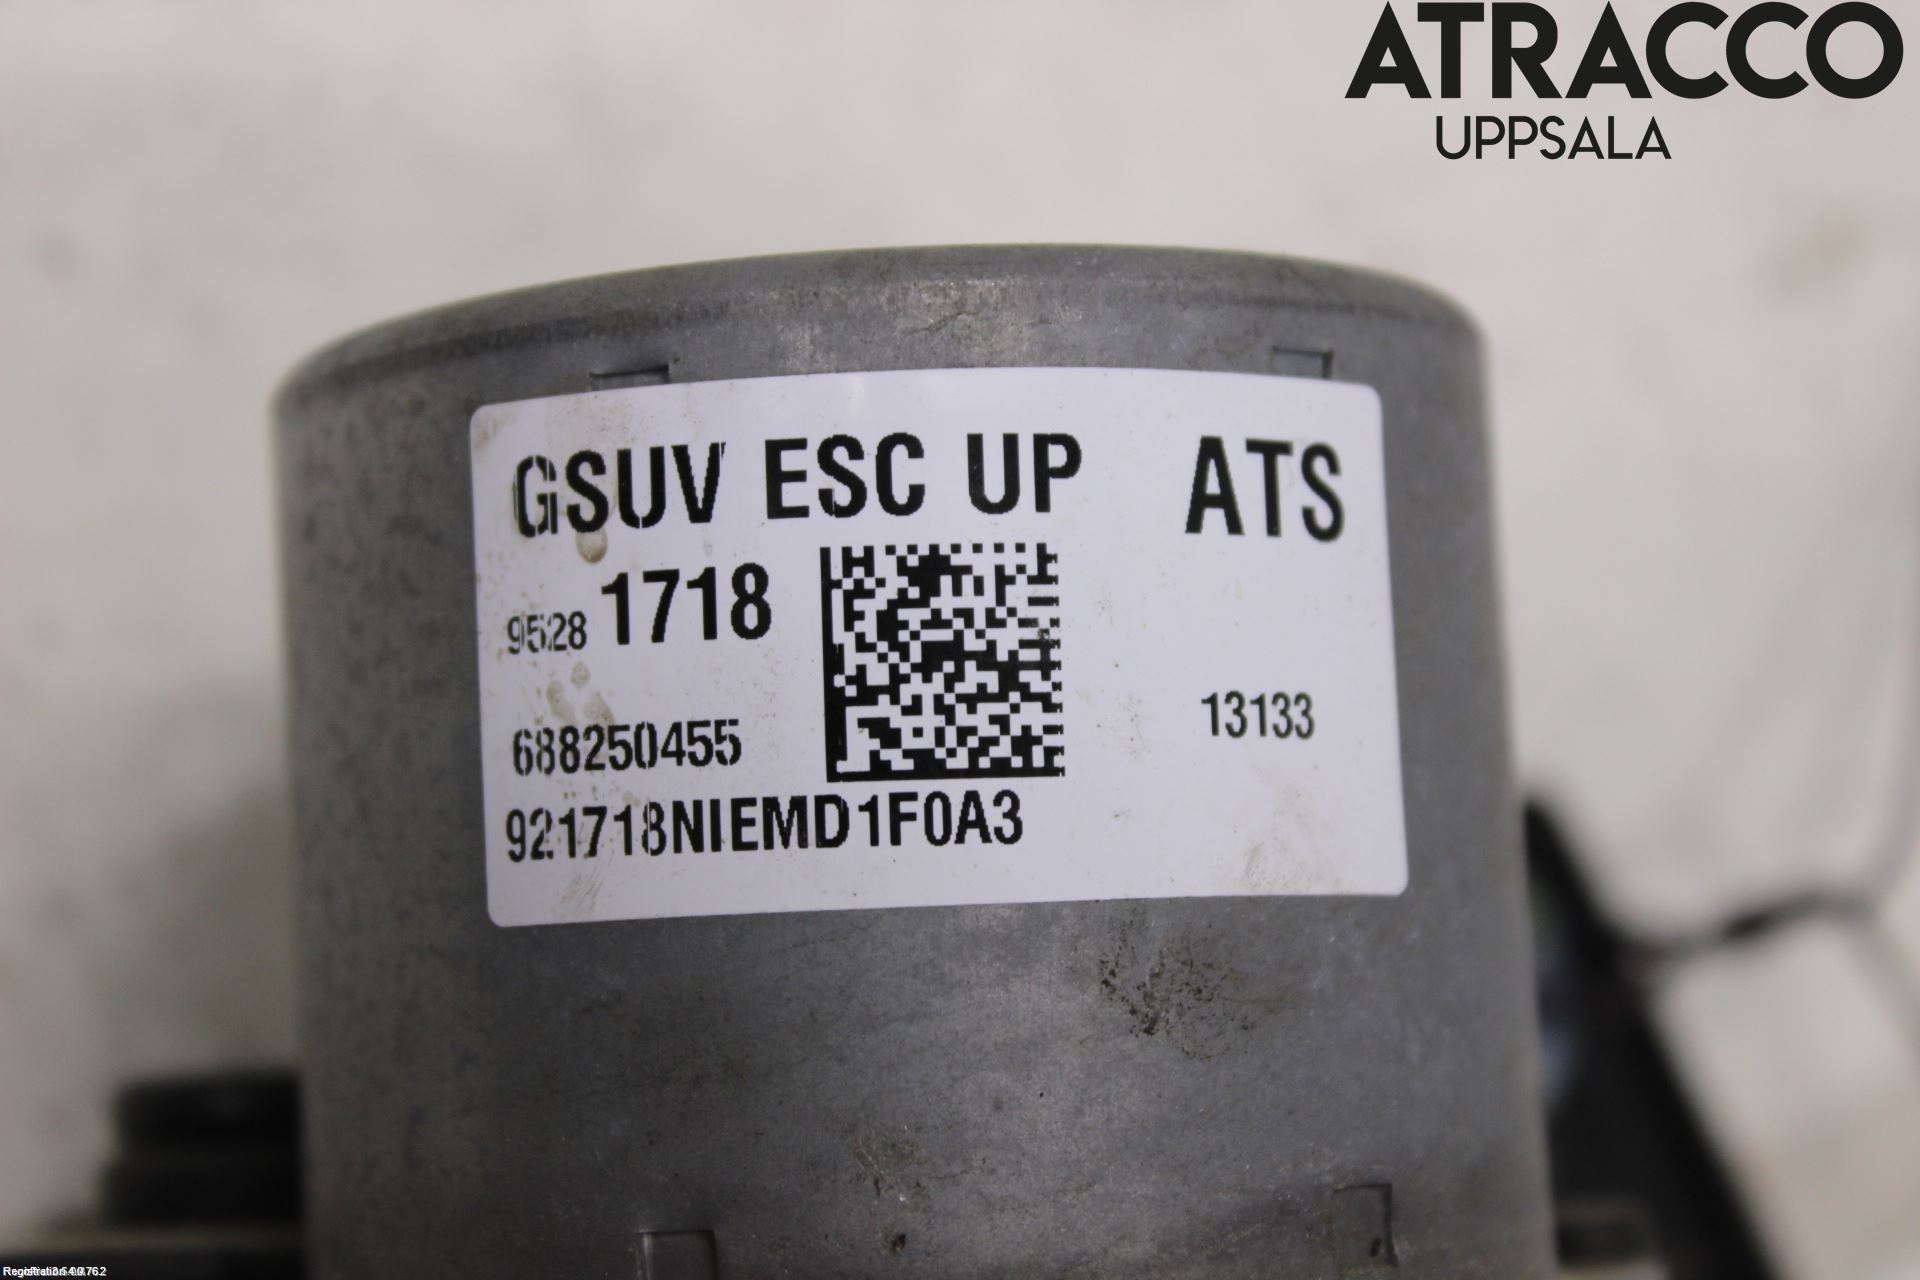 ATRACCO
UPPSALA
GSUV ESC UP ATS
9528 1718
13133
688250455
921718NIEMD1F0A3